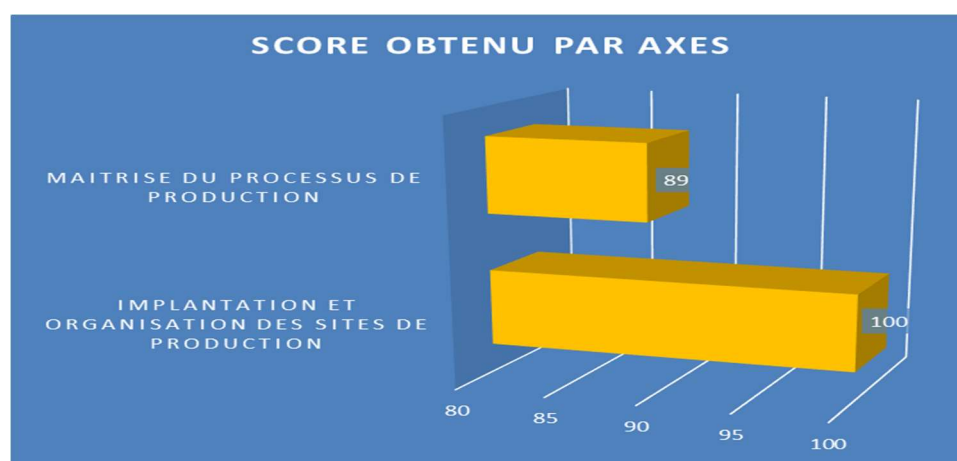 SCORE OBTENU PAR AXES
MAITRISE DU PROCESSUS DE
PRODUCTION
89
IMPLANTATION ET
ORGANISATION DES SITES DE
PRODUCTION
100
80
85
90
95
100